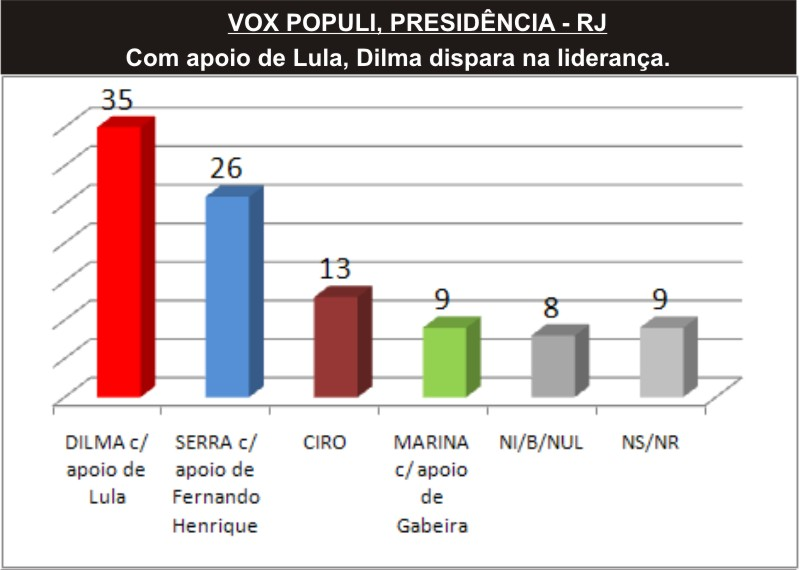 VOX POPULI, PRESIDÊNCIA - RJ
Com apoio de Lula, Dilma dispara na liderança.
35
26
13
9
8
9
DILMA c/
apoio de
Lula
SERRA c/
apoio de
Fernando
Henrique
CIRO
MARINA
c/ apoio
de
Gabeira
NI/B/NUL
NS/NR